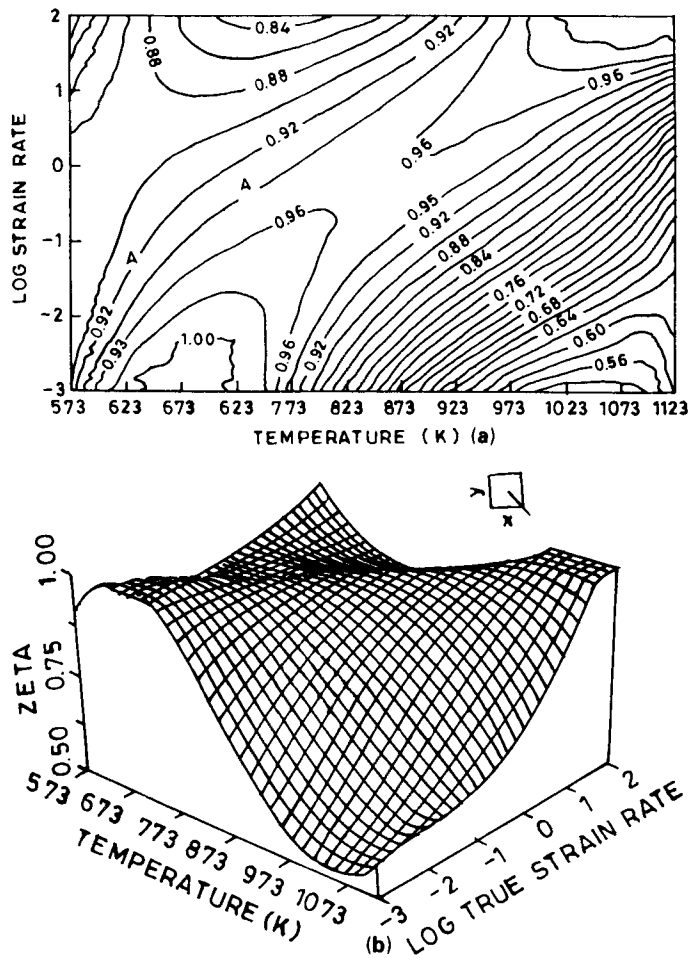 2
0.84
0.92
0.88
0.88
1
0.96
LOG STRAIN RATE
0.92
0
0.96
A
0.95
0.96
0.92
-1
0.88
A
0.84
0.76
0.72
-2
0.92
0.68
0.64
1.00
0.60
0.93
0.96
0.92
0.56
-3
573 623 673 623 773 823 873 923 973 1023 1073 1123
TEMPERATURE (K) (a)
y
x
1.00
0.75
0.50
ZETA
573 673 773 873 973 1073
TEMPERATURE (K)
-3 -2 -1 0 1 2
LOG TRUE STRAIN RATE
(b)